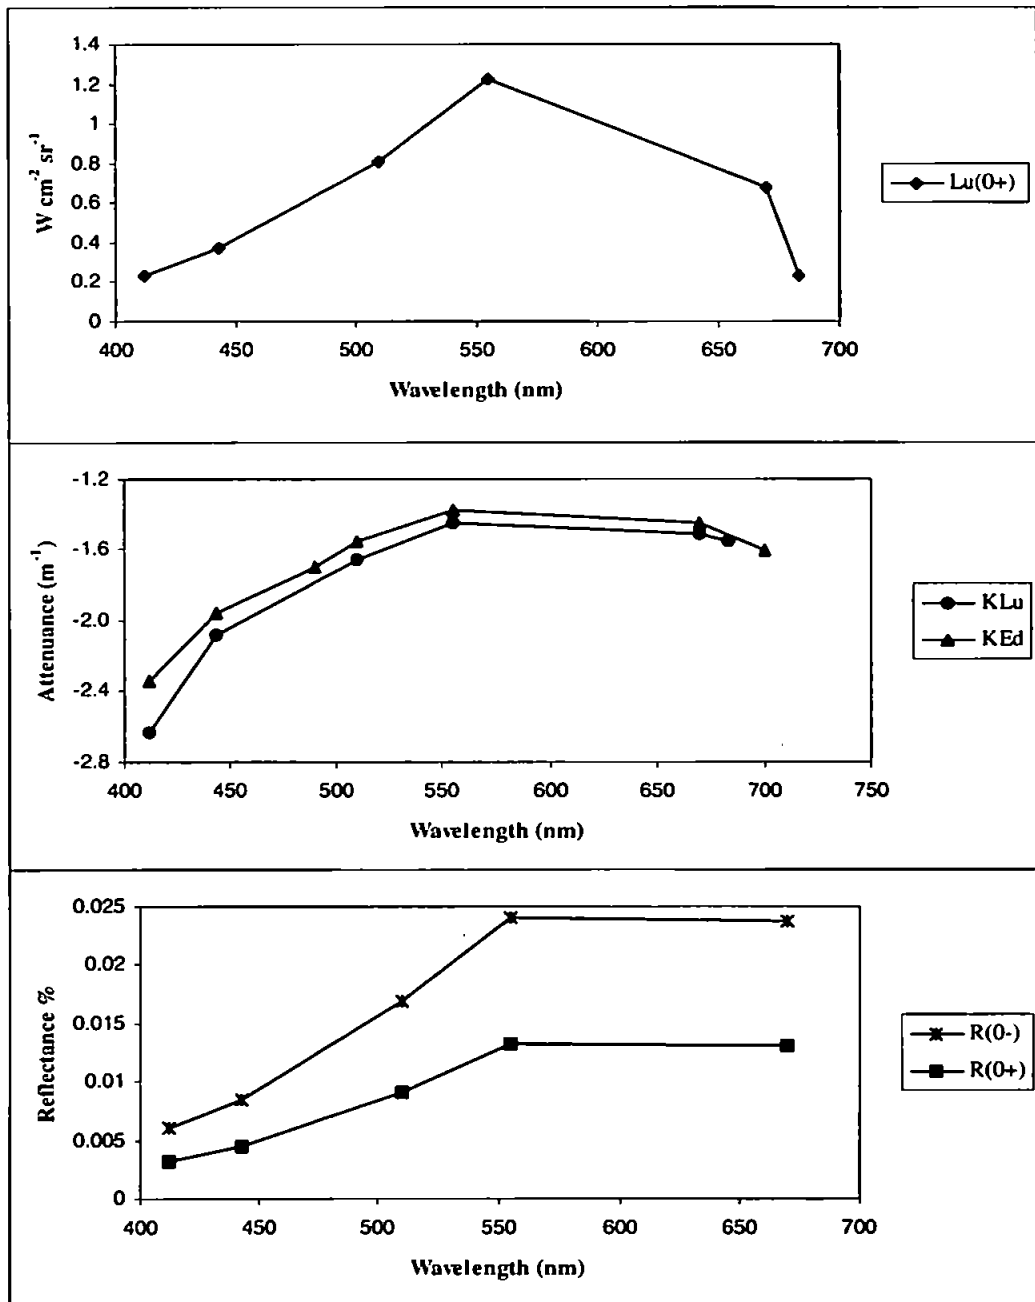 1.4
1.2
1
0.8
0.6
0.4
0.2
0
W cm-2 sr-1
400 450 500 550 600 650 700
Wavelength (nm)
Lu(0+)
-1.2
-1.6
-2.0
-2.4
-2.8
Attenuance (m-1)
400 450 500 550 600 650 700 750
Wavelength (nm)
KLu
KEd
0.025
0.02
0.015
0.01
0.005
0
Reflectance %
400 450 500 550 600 650 700
Wavelength (nm)
R(0-)
R(0+)